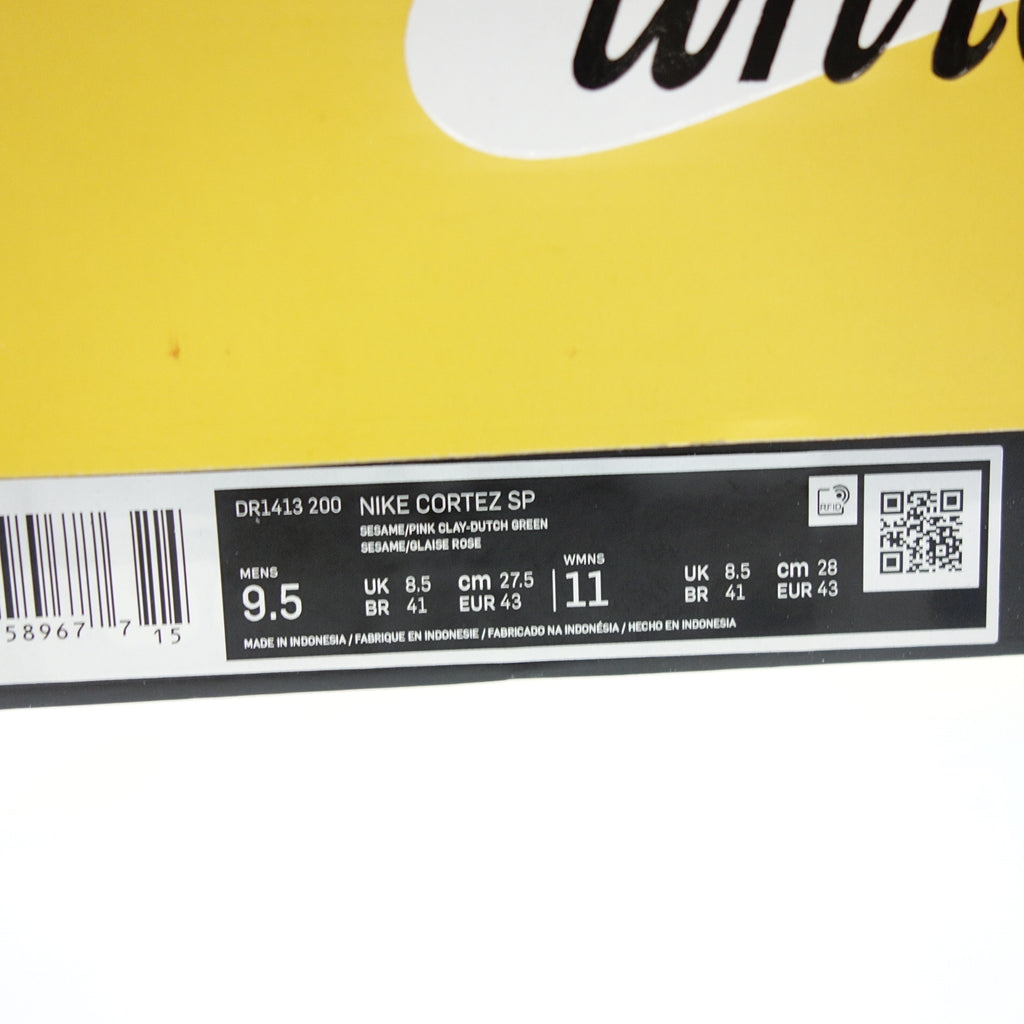 DR1413 200 NIKE CORTEZ SP
SESAME/PINK CLAY-DUTCH GREEN
SESAME/GLAISE ROSE
RFID
MENS
9.5
UK 8.5 cm 27.5
BR 41 EUR 43
WMNS
11
UK 8.5 cm 28
BR 41 EUR 43
MADE IN INDONESIA / FABRIQUE EN INDONESIE / FABRICADO NA INDONÉSIA / HECHO EN INDONESIA
58967 7 15